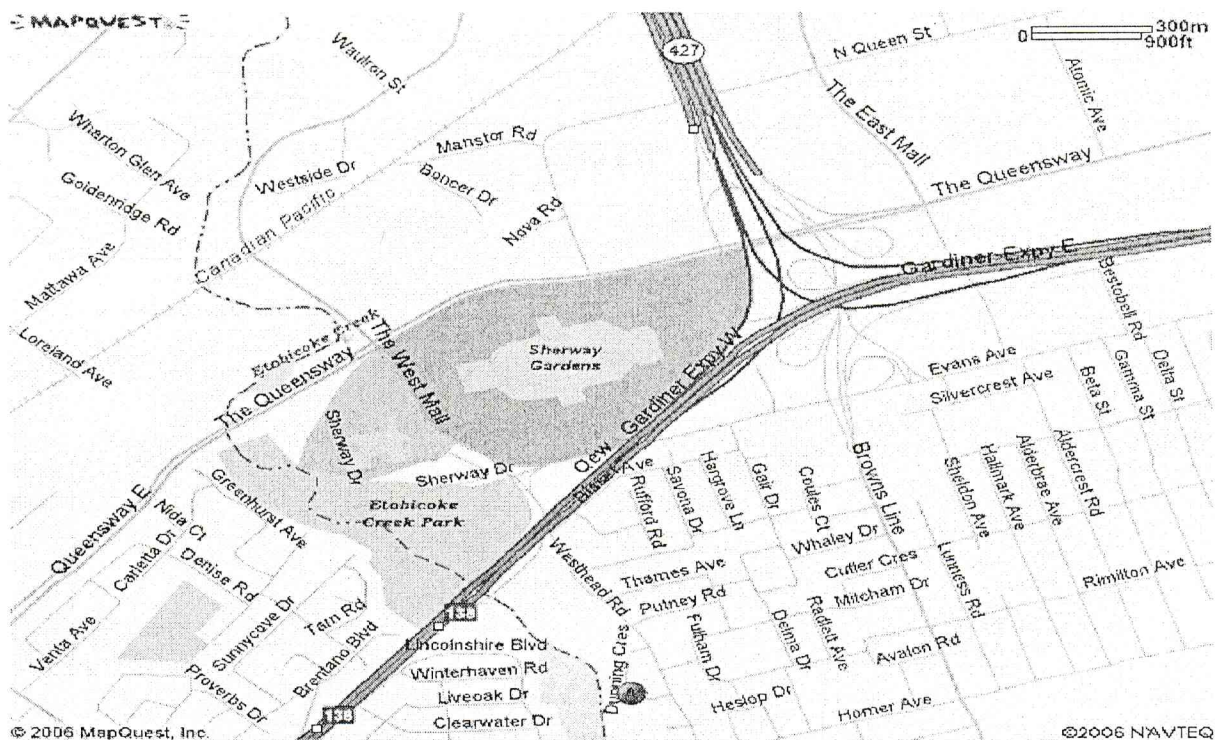 MAPQUEST
427
N Queen St
0 300m
900ft
Waulron St
The East Mall
Atomic Ave
Wharton Glen Ave
Manstor Rd
Westside Dr
Boncer Dr
Goldenridge Rd
The Queensway
Canadian Pacific
Nova Rd
Mattawa Ave
Gardiner Expy E
Bestobell Rd
Etobicoke Creek
The West Mall
Sherway
Gardens
Loreland Ave
The Queensway
Gardiner Expy W
Evans Ave
Silvercrest Ave
Gamma St
Delta St
Beta St
Sherway Dr
Qew
Sherway Dr
Rufford Rd
Savona Dr
Hargrove Ln
Gair Dr
Coules Ct
Browns Line
Sheldon Ave
Hallmark Ave
Alderbrae Ave
Aldercrest Rd
Greenhurst Ave
Etobicoke
Creek Park
Queensway E
Nida Ct
Carletta Dr
Denise Rd
Westhead Rd
Whaley Dr
Thames Ave
Cutler Cres
Lunness Rd
Rimilton Ave
Putney Rd
Mitcham Dr
Sunnycove Dr
Tarn Rd
Venta Ave
Brentano Blvd
Lincolnshire Blvd
Dunning Cres
Fulham Dr
Delma Dr
Radlett Ave
Avalon Rd
Proverbs Dr
Winterhaven Rd
Liveoak Dr
Heslop Dr
Horner Ave
Clearwater Dr
© 2006 MapQuest, Inc.
©2006 NAVTEQ